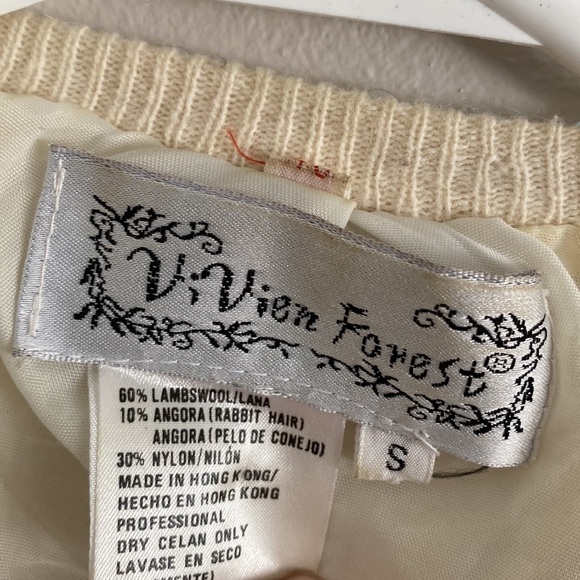 ViVien Forest®
S
60% LAMBSWOOL/LANA
10% ANGORA(RABBIT HAIR)
ANGORA(PELO DE CONEJO)
30% NYLON/NILÓN
MADE IN HONG KONG/
HECHO EN HONG KONG
PROFESSIONAL
DRY CELAN ONLY
LAVASE EN SECO